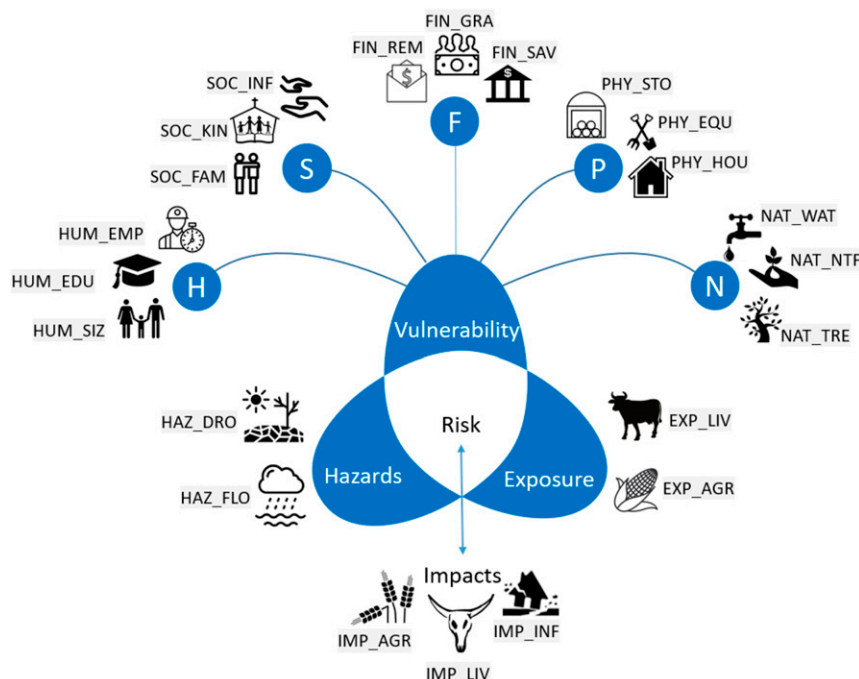 FIN_GRA
FIN_REM
FIN_SAV
SOC_INF
PHY_STO
SOC_KIN
PHY_EQU
F
SOC_FAM
S
P
PHY_HOU
HUM_EMP
NAT_WAT
HUM_EDU
H
N
NAT_NTF
HUM_SIZ
NAT_TRE
Vulnerability
HAZ_DRO
Risk
EXP_LIV
Hazards
Exposure
HAZ_FLO
EXP_AGR
Impacts
IMP_AGR
IMP_INF
IMP_LIV